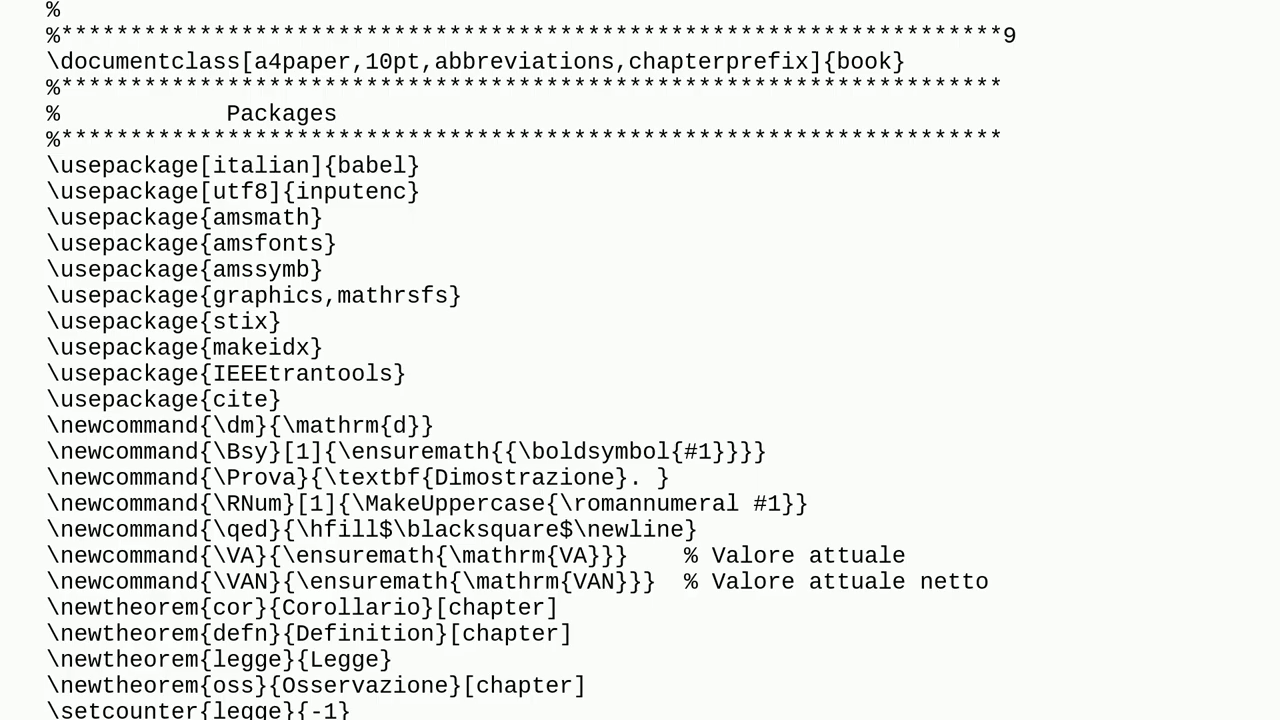 %
%********************************************************************9
\documentclass[a4paper,10pt,abbreviations,chapterprefix]{book}
%********************************************************************
%            Packages
%********************************************************************
\usepackage[italian]{babel}
\usepackage[utf8]{inputenc}
\usepackage{amsmath}
\usepackage{amsfonts}
\usepackage{amssymb}
\usepackage{graphics,mathrsfs}
\usepackage{stix}
\usepackage{makeidx}
\usepackage{IEEEtrantools}
\usepackage{cite}
\newcommand{\dm}{\mathrm{d}}
\newcommand{\Bsy}[1]{\ensuremath{{\boldsymbol{#1}}}}
\newcommand{\Prova}{\textbf{Dimostrazione}. }
\newcommand{\RNum}[1]{\MakeUppercase{\romannumeral #1}}
\newcommand{\qed}{\hfill$\blacksquare$\newline}
\newcommand{\VA}{\ensuremath{\mathrm{VA}}}    % Valore attuale
\newcommand{\VAN}{\ensuremath{\mathrm{VAN}}}  % Valore attuale netto
\newtheorem{cor}{Corollario}[chapter]
\newtheorem{defn}{Definition}[chapter]
\newtheorem{legge}{Legge}
\newtheorem{oss}{Osservazione}[chapter]
\setcounter{legge}{-1}